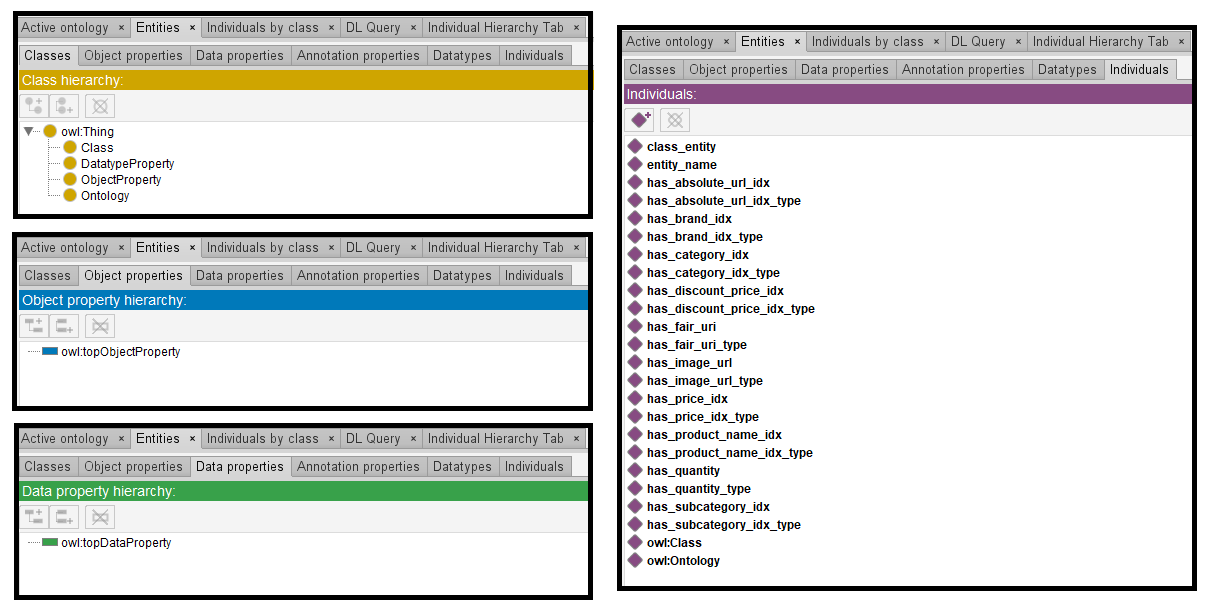 Active ontology × Entities × Individuals by class × DL Query × Individual Hierarchy Tab ×
Classes Object properties Data properties Annotation properties Datatypes Individuals
Class hierarchy:
owl:Thing
Class
DatatypeProperty
ObjectProperty
Ontology
Active ontology × Entities × Individuals by class × DL Query × Individual Hierarchy Tab ×
Classes Object properties Data properties Annotation properties Datatypes Individuals
Object property hierarchy:
owl:topObjectProperty
Active ontology × Entities × Individuals by class × DL Query × Individual Hierarchy Tab ×
Classes Object properties Data properties Annotation properties Datatypes Individuals
Data property hierarchy:
owl:topDataProperty
Active ontology × Entities × Individuals by class × DL Query × Individual Hierarchy Tab ×
Classes Object properties Data properties Annotation properties Datatypes Individuals
Individuals:
class_entity
entity_name
has_absolute_url_idx
has_absolute_url_idx_type
has_brand_idx
has_brand_idx_type
has_category_idx
has_category_idx_type
has_discount_price_idx
has_discount_price_idx_type
has_fair_uri
has_fair_uri_type
has_image_url
has_image_url_type
has_price_idx
has_price_idx_type
has_product_name_idx
has_product_name_idx_type
has_quantity
has_quantity_type
has_subcategory_idx
has_subcategory_idx_type
owl:Class
owl:Ontology